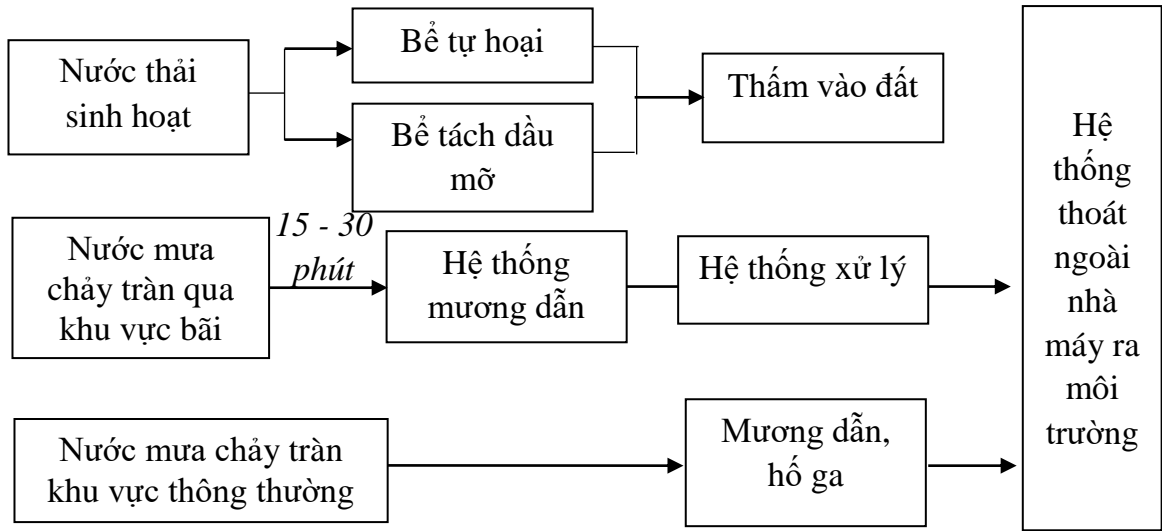 Nước thải
sinh hoạt
Bể tự hoại
Bể tách dầu
mỡ
Thấm vào đất
Nước mưa
chảy tràn qua
khu vực bãi
15 - 30
phút
Hệ thống
mương dẫn
Hệ thống xử lý
Nước mưa chảy tràn
khu vực thông thường
Mương dẫn,
hố ga
Hệ
thống
thoát
ngoài
nhà
máy ra
môi
trường